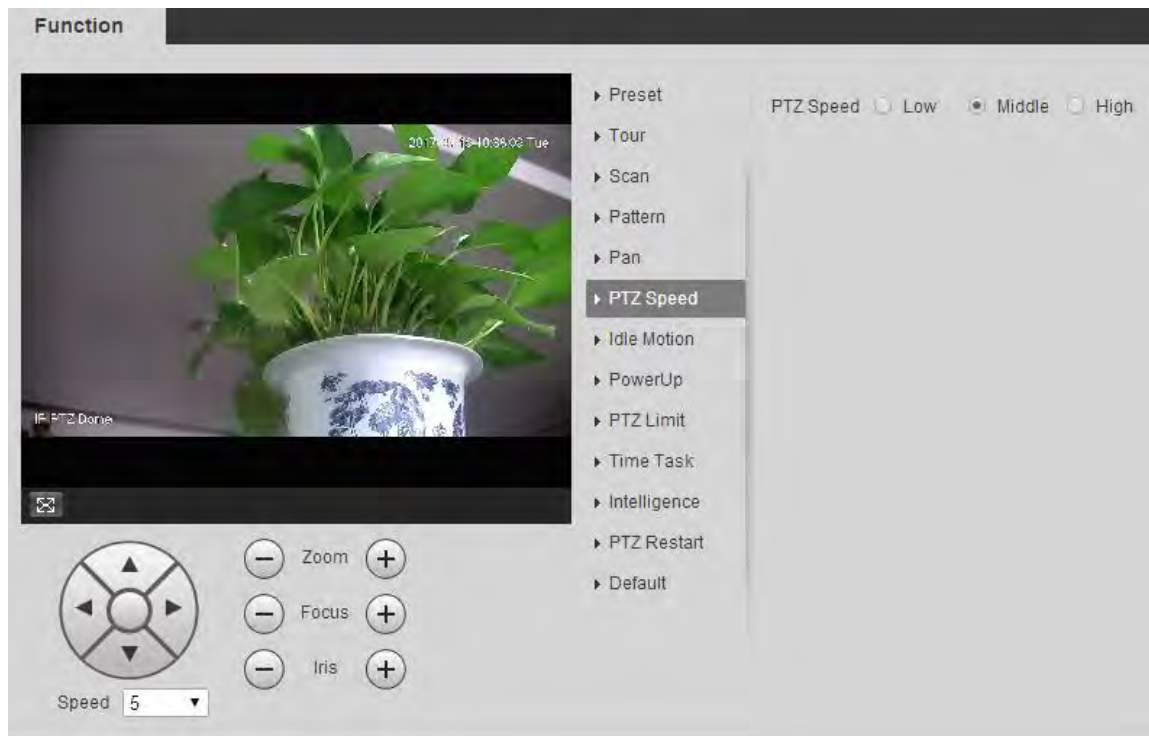 Function
Preset
PTZ Speed Low Middle High
Tour
Scan
Pattern
Pan
PTZ Speed
Idle Motion
PowerUp
PTZ Limit
Time Task
Intelligence
PTZ Restart
Default
Tue
PTZ Dome
Zoom
Focus
Iris
Speed 5